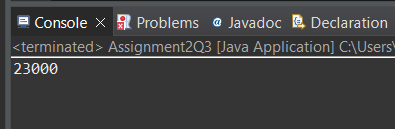 Console Problems Javadoc Declaration
<terminated> Assignment2Q3 [Java Application] C:\Users\
23000